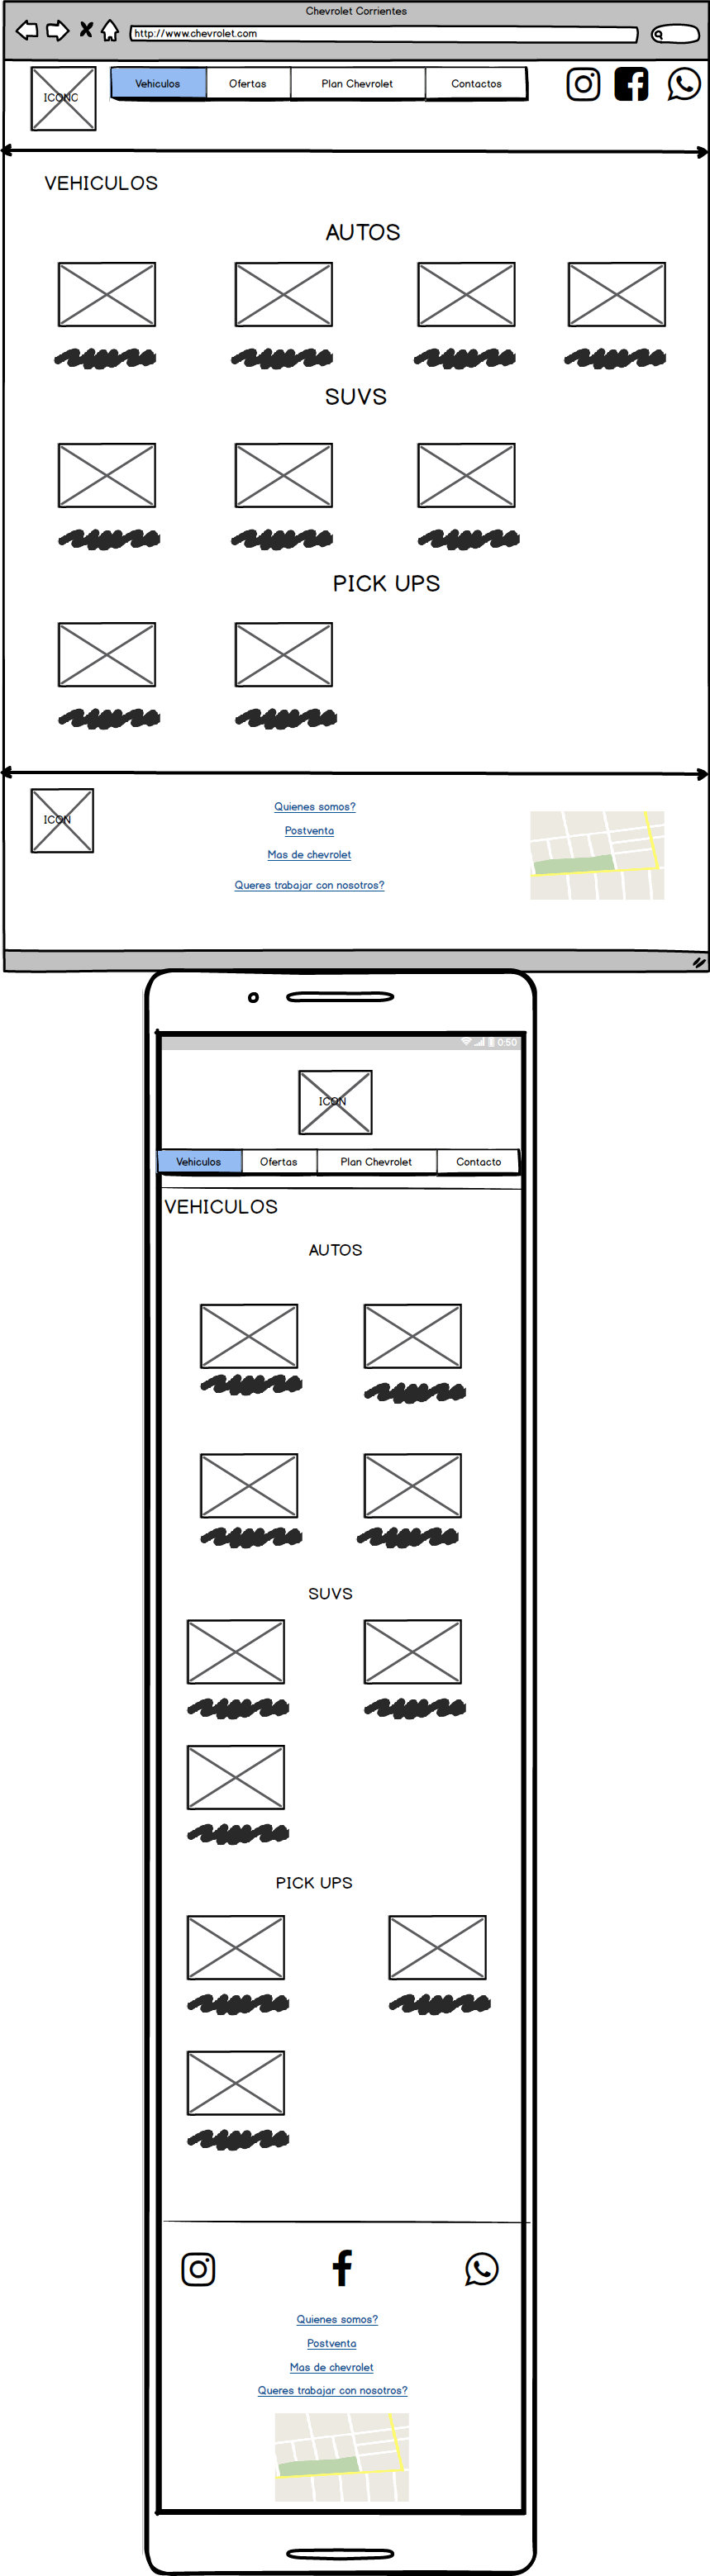 Chevrolet Corrientes
http://www.chevrolet.com
ICONC
Vehiculos Ofertas Plan Chevrolet Contactos
VEHICULOS
AUTOS
SUVS
PICK UPS
ICON
Quienes somos?
Postventa
Mas de chevrolet
Queres trabajar con nosotros?
0:50
ICON
Vehiculos Ofertas Plan Chevrolet Contacto
VEHICULOS
AUTOS
SUVS
PICK UPS
Quienes somos?
Postventa
Mas de chevrolet
Queres trabajar con nosotros?